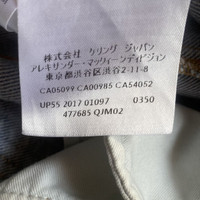 株式会社 ケリング ジャパン
アレキサンダー・マックイーンディビジョン
東京都渋谷区渋谷2-11-8
CA05099 CA00985 CA54052
UP55 2017 01097 0350
477685 QJM02